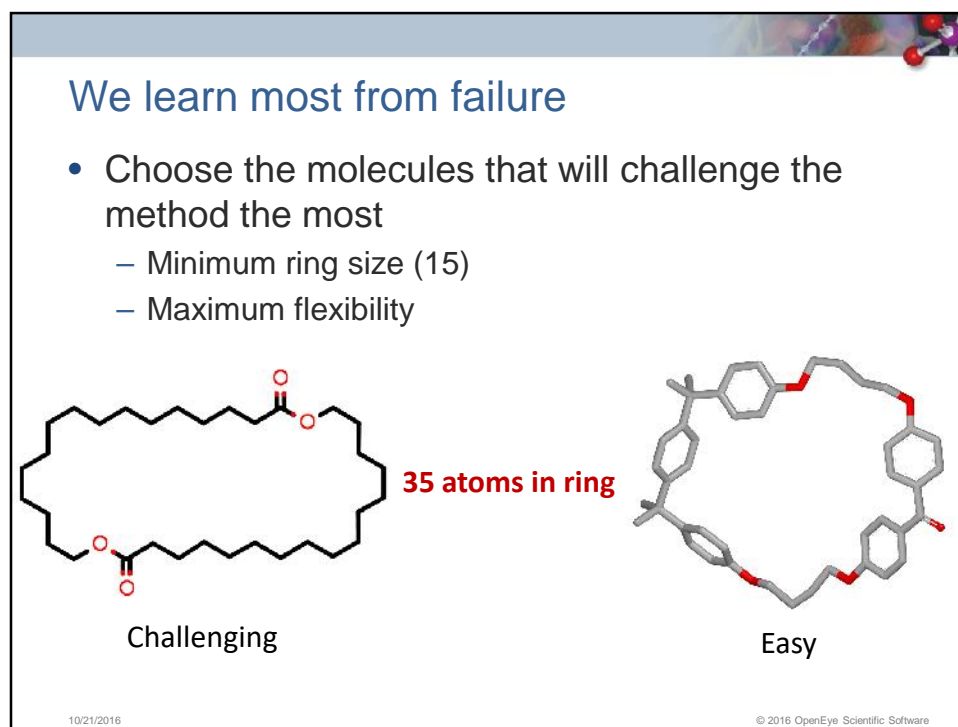 We learn most from failure
• Choose the molecules that will challenge the
method the most
– Minimum ring size (15)
– Maximum flexibility
O
O
35 atoms in ring
O
O
Challenging
Easy
10/21/2016
© 2016 OpenEye Scientific Software